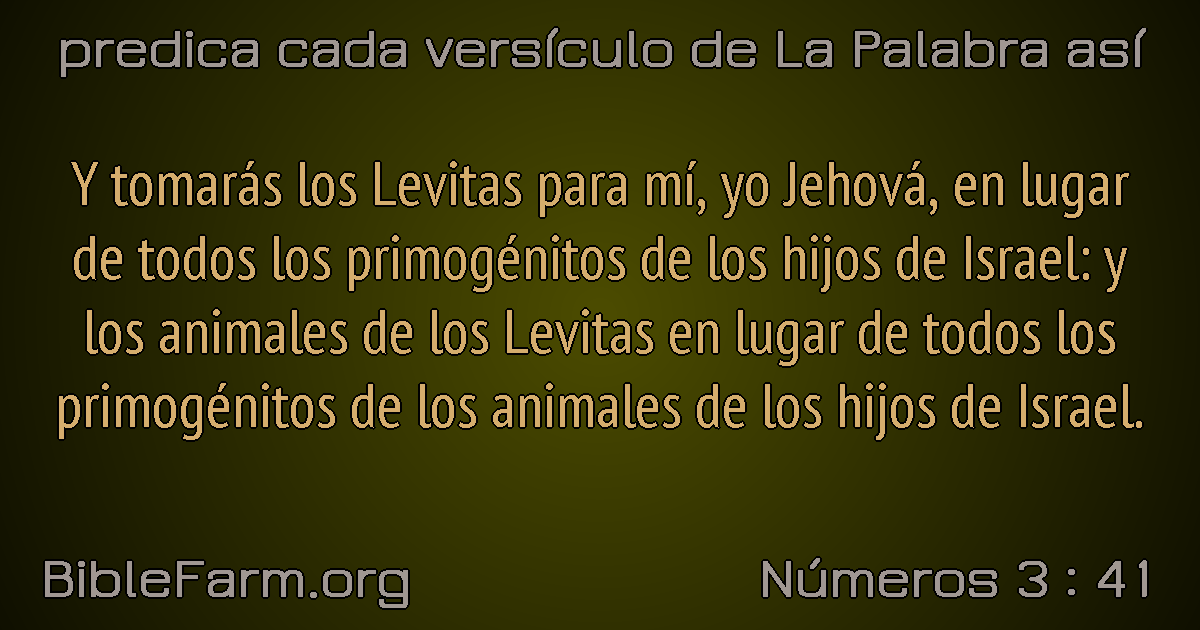 predica cada versículo de La Palabra así
Y tomarás los Levitas para mí, yo Jehová, en lugar
de todos los primogénitos de los hijos de Israel: y
los animales de los Levitas en lugar de todos los
primogénitos de los animales de los hijos de Israel.
BibleFarm.org
Números 3 : 41